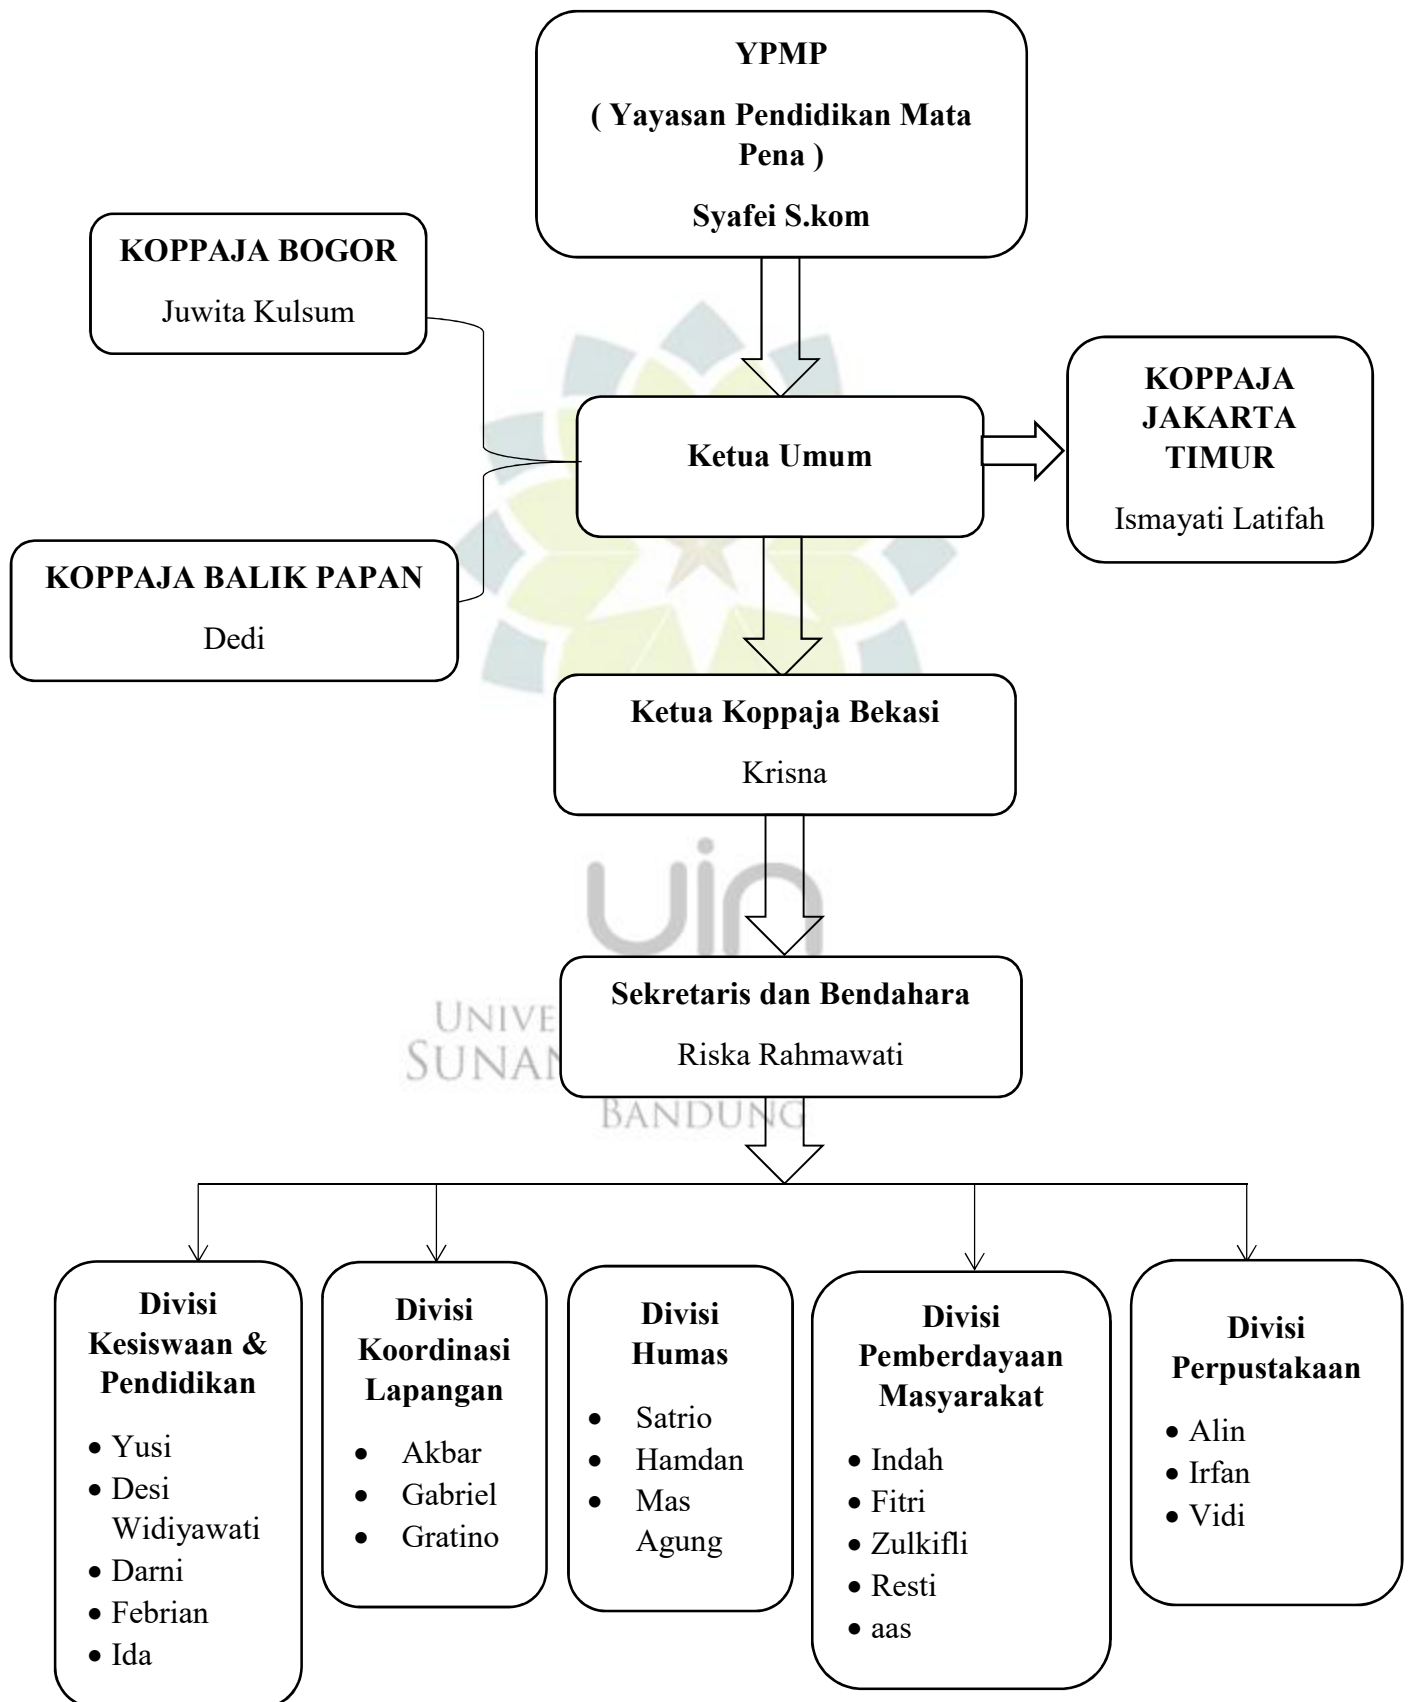 YPMP
( Yayasan Pendidikan Mata
Pena )
Syafei S.kom
KOPPAJA BOGOR
Juwita Kulsum
KOPPAJA
JAKARTA
TIMUR
Ismayati Latifah
Ketua Umum
KOPPAJA BALIK PAPAN
Dedi
Ketua Koppaja Bekasi
Krisna
uin
Sekretaris dan Bendahara
Riska Rahmawati
UNIVE
SUNAN
BANDUNG
Divisi
Kesiswaan &
Pendidikan
• Yusi
• Desi
Widiyawati
• Darni
• Febrian
• Ida
Divisi
Koordinasi
Lapangan
• Akbar
• Gabriel
• Gratino
Divisi
Humas
• Satrio
• Hamdan
• Mas
Agung
Divisi
Pemberdayaan
Masyarakat
• Indah
• Fitri
• Zulkifli
• Resti
• aas
Divisi
Perpustakaan
• Alin
• Irfan
• Vidi